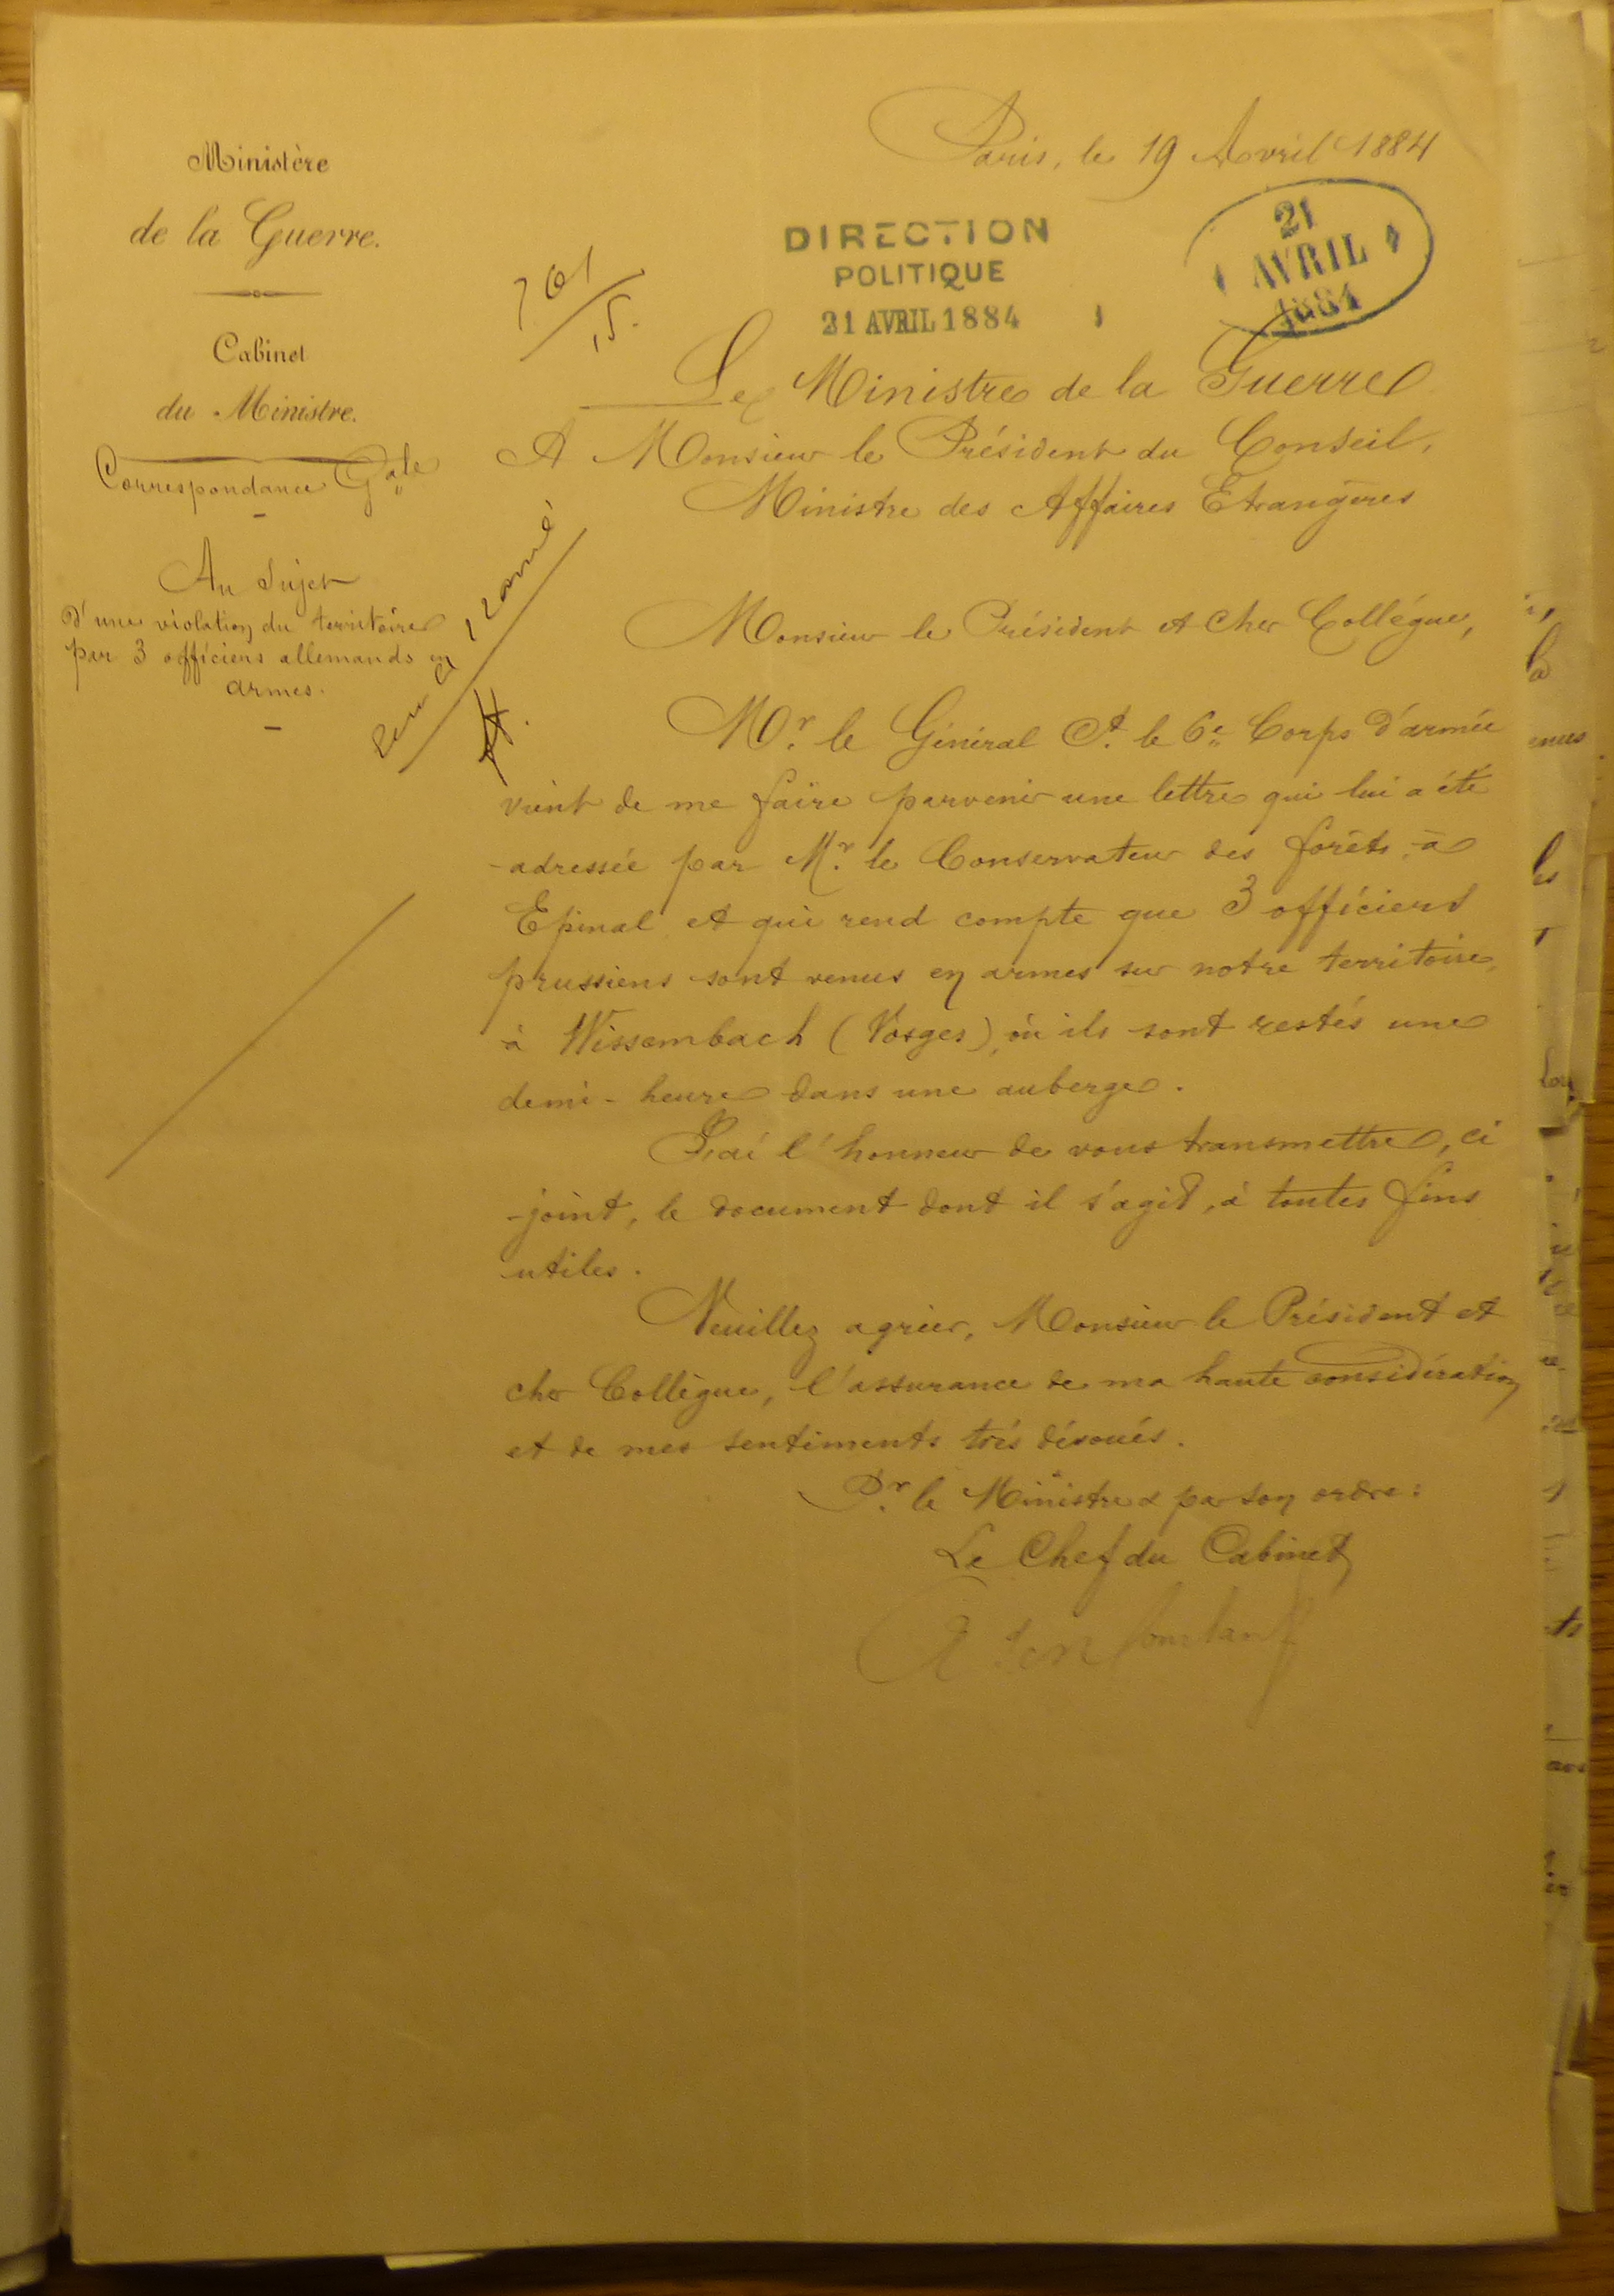 Paris, le 19 Avril 1884
Ministère
de la Guerre.
Cabinet
du Ministre.
Correspondance Gale
Au Sujet
d'une violation du territoire
par 3 officiers allemands en
armes.
DIRECTION
POLITIQUE
21 AVRIL 1884
21
AVRIL
1884
Le Ministre de la Guerre
A Monsieur le Président du Conseil,
Ministre des Affaires Etrangères
Monsieur le Président et cher Collègue,
Mr. le Général Ct. le 6e Corps d'armée
vient de me faire parvenir une lettre qui lui a été
adressée par Mr. le Conservateur des forêts, à
Epinal et qui rend compte que 3 officiers
prussiens sont venus en armes sur notre territoire,
à Wissembach (Vosges), où ils sont restés une
demi-heure dans une auberge.
J'ai l'honneur de vous transmettre, ci
-joint, le document dont il s'agit, à toutes fins
utiles.
Veuillez agréer, Monsieur le Président et
cher Collègue, l'assurance de ma haute considération
et de mes sentiments très dévoués.
Pr. le Ministre & par son ordre:
Le Chef du Cabinet